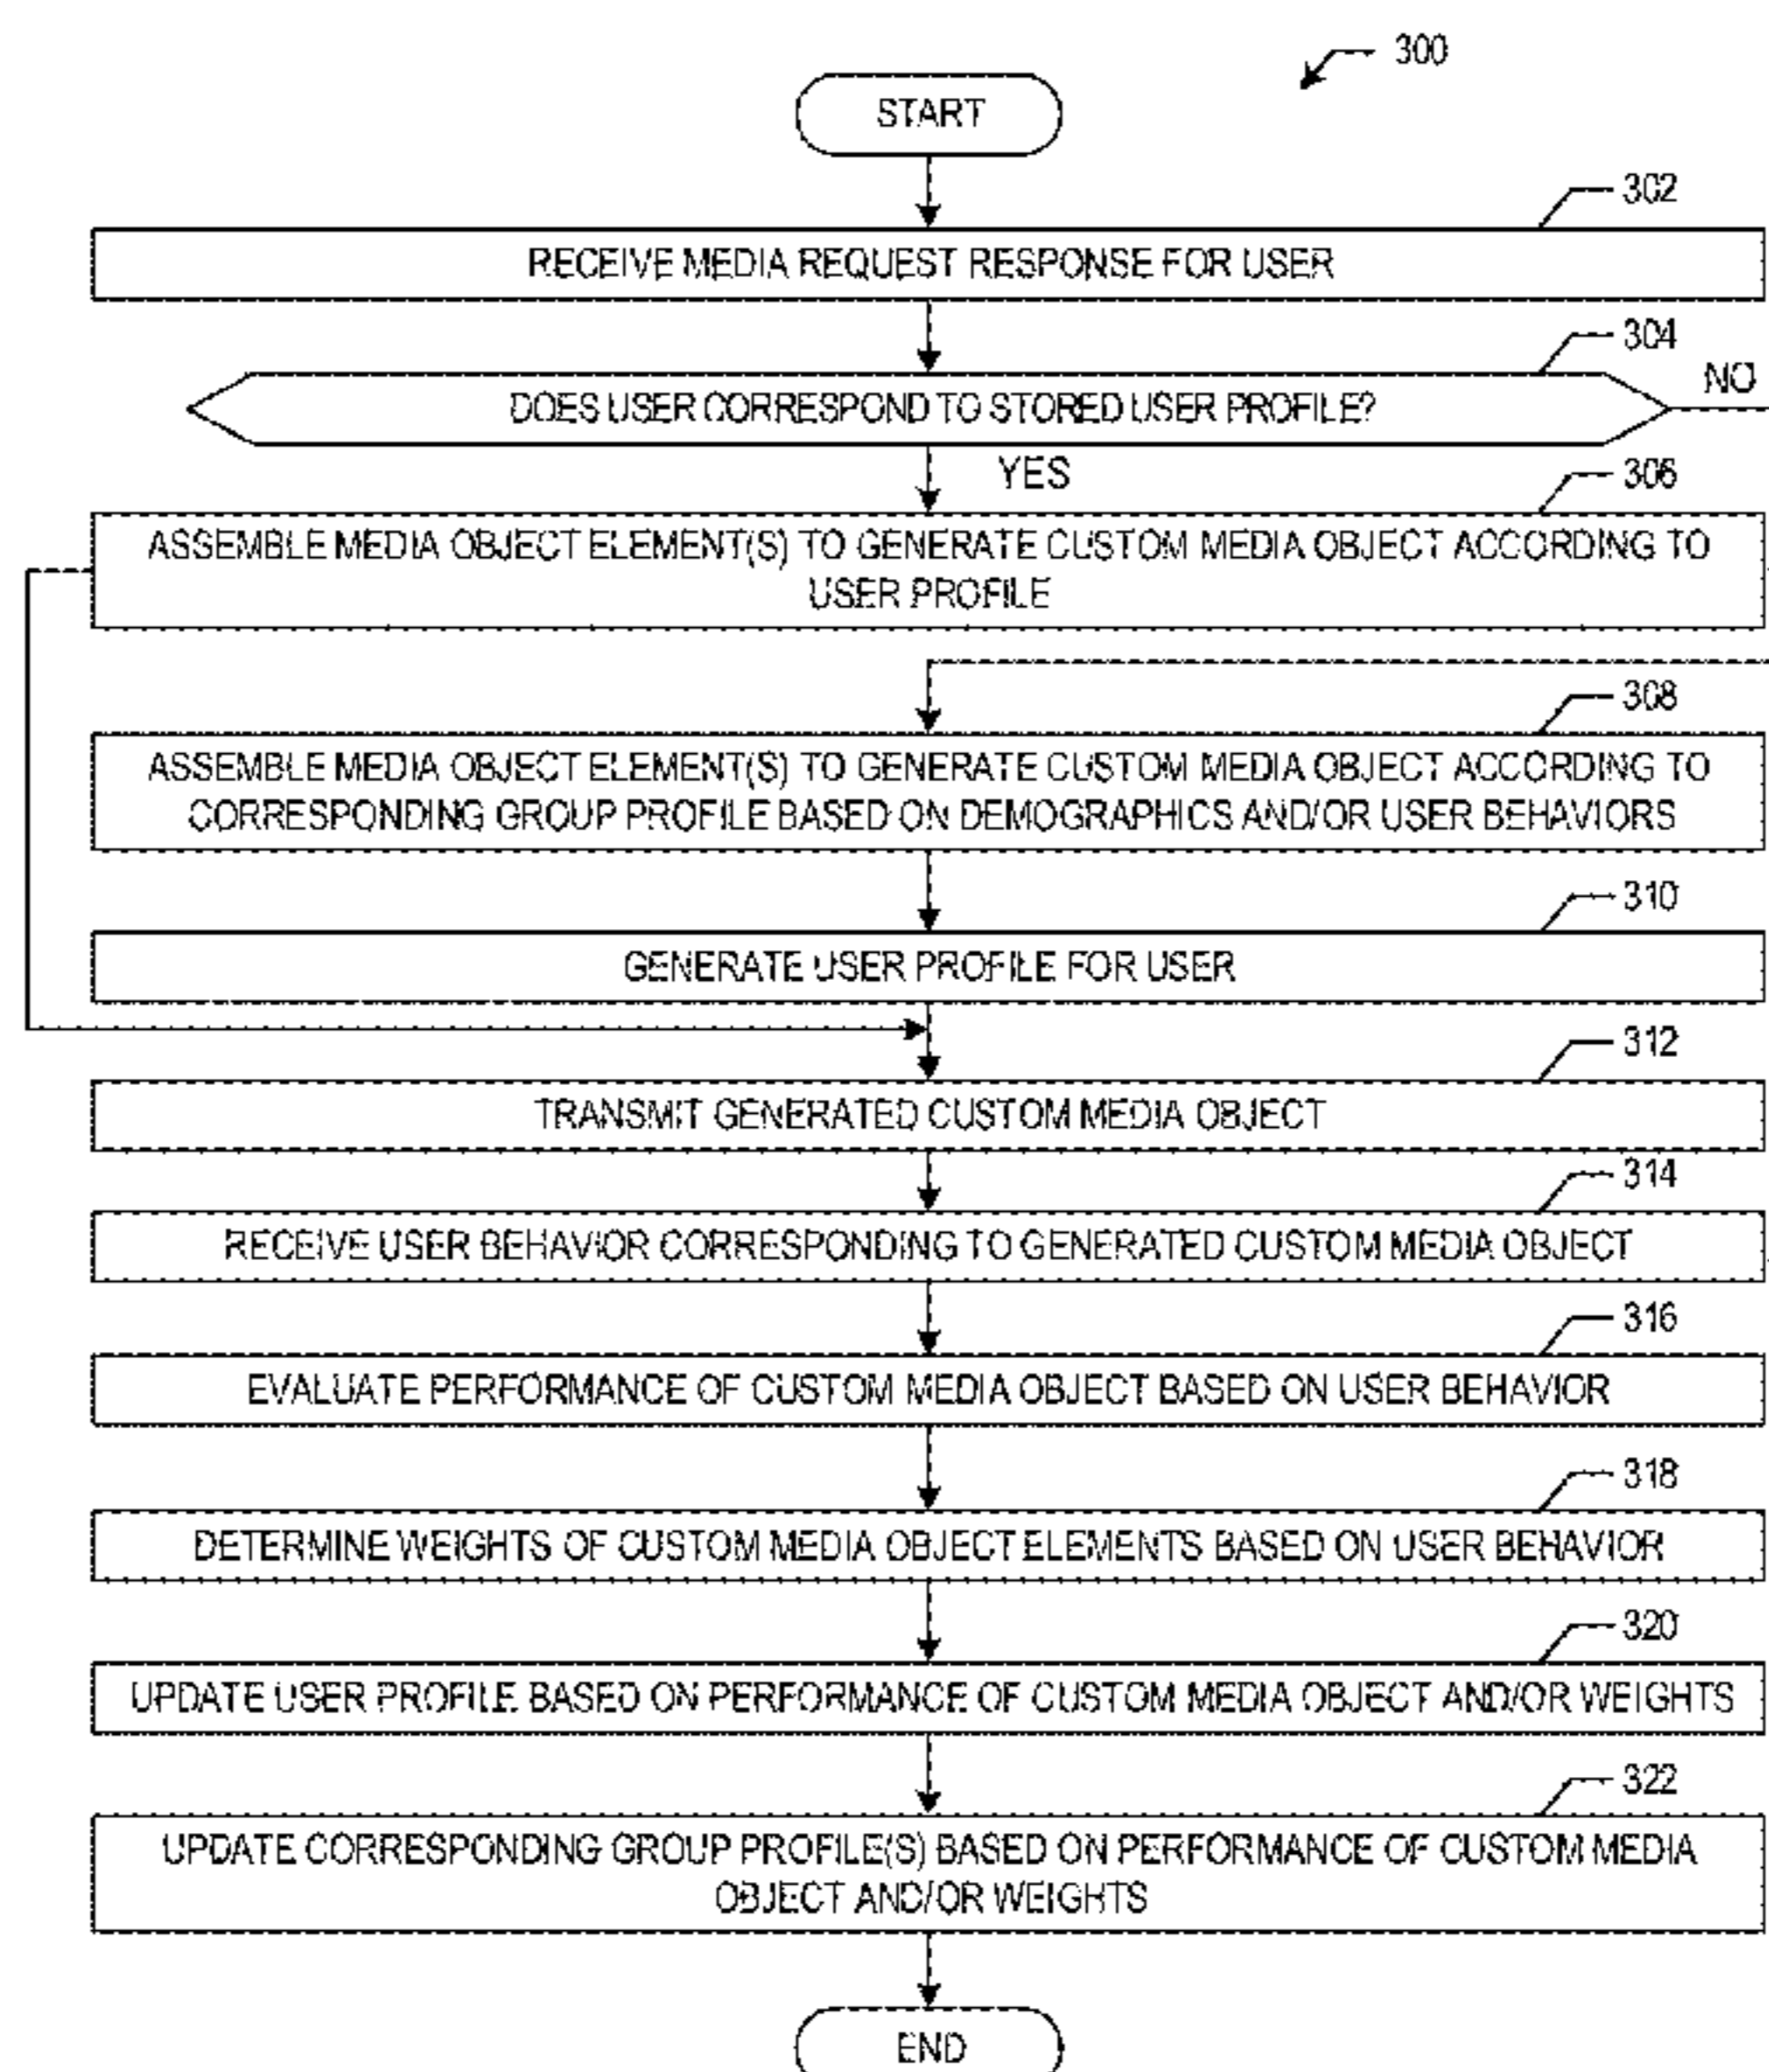 300
START
302
RECEIVE MEDIA REQUEST RESPONSE FOR USER
304
DOES USER CORRESPOND TO STORED USER PROFILE?
NO
YES
306
ASSEMBLE MEDIA OBJECT ELEMENT(S) TO GENERATE CUSTOM MEDIA OBJECT ACCORDING TO
USER PROFILE
308
ASSEMBLE MEDIA OBJECT ELEMENT(S) TO GENERATE CUSTOM MEDIA OBJECT ACCORDING TO
CORRESPONDING GROUP PROFILE BASED ON DEMOGRAPHICS AND/OR USER BEHAVIORS
310
GENERATE USER PROFILE FOR USER
312
TRANSMIT GENERATED CUSTOM MEDIA OBJECT
314
RECEIVE USER BEHAVIOR CORRESPONDING TO GENERATED CUSTOM MEDIA OBJECT
316
EVALUATE PERFORMANCE OF CUSTOM MEDIA OBJECT BASED ON USER BEHAVIOR
318
DETERMINE WEIGHTS OF CUSTOM MEDIA OBJECT ELEMENTS BASED ON USER BEHAVIOR
320
UPDATE USER PROFILE BASED ON PERFORMANCE OF CUSTOM MEDIA OBJECT AND/OR WEIGHTS
322
UPDATE CORRESPONDING GROUP PROFILE(S) BASED ON PERFORMANCE OF CUSTOM MEDIA
OBJECT AND/OR WEIGHTS
END